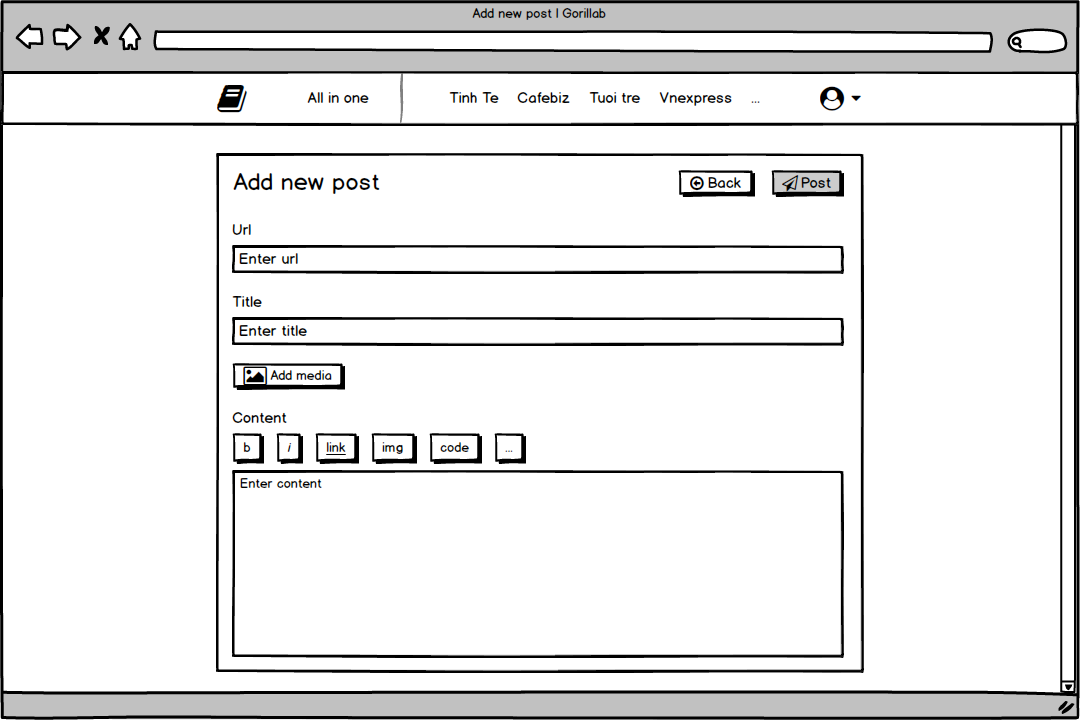 Add new post | Gorillab
All in one Tinh Te Cafebiz Tuoi tre Vnexpress ...
Add new post Back Post
Url
Enter url
Title
Enter title
Add media
Content
b i link img code ...
Enter content